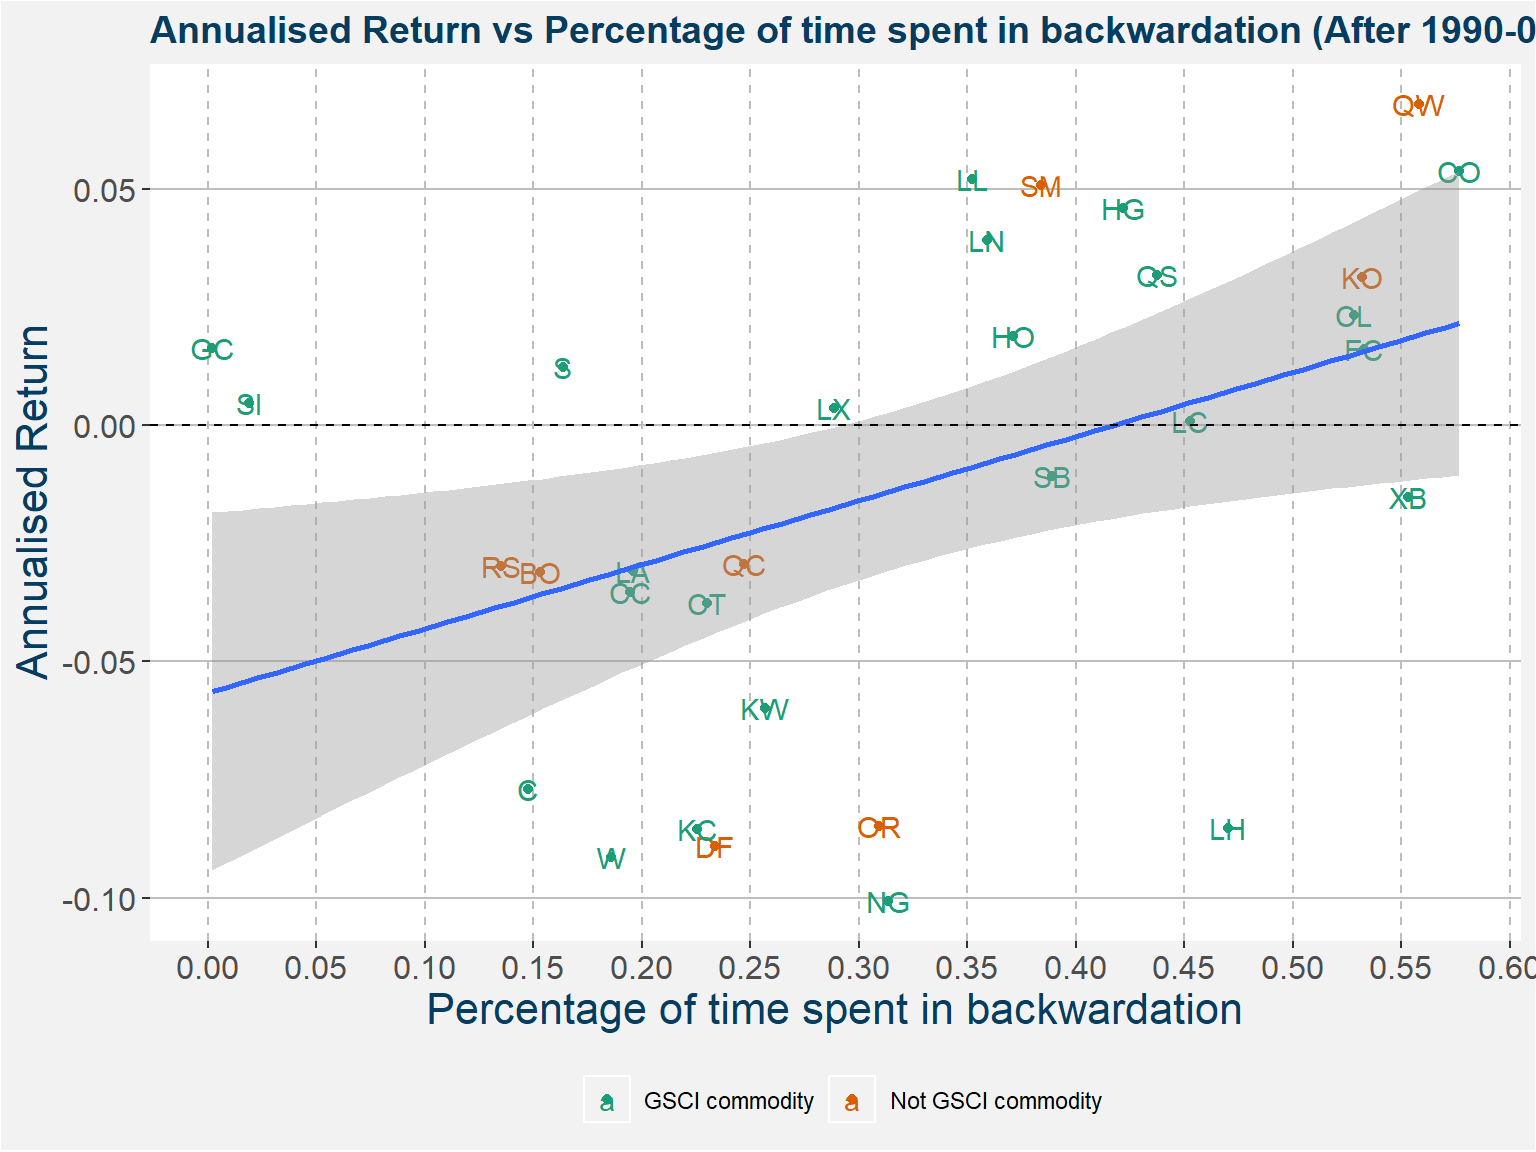 Annualised Return vs Percentage of time spent in backwardation (After 1990-0
Annualised Return
0.05
0.00
-0.05
-0.10
QW
CO
LL
SM
HG
LN
QS
KO
HO
CL
GC
FC
S
SI
LX
LC
SB
XB
RS
BO
LA
QC
CC
CT
KW
C
KC
DF
OR
LH
W
NG
0.00 0.05 0.10 0.15 0.20 0.25 0.30 0.35 0.40 0.45 0.50 0.55 0.60
Percentage of time spent in backwardation
a GSCI commodity a Not GSCI commodity